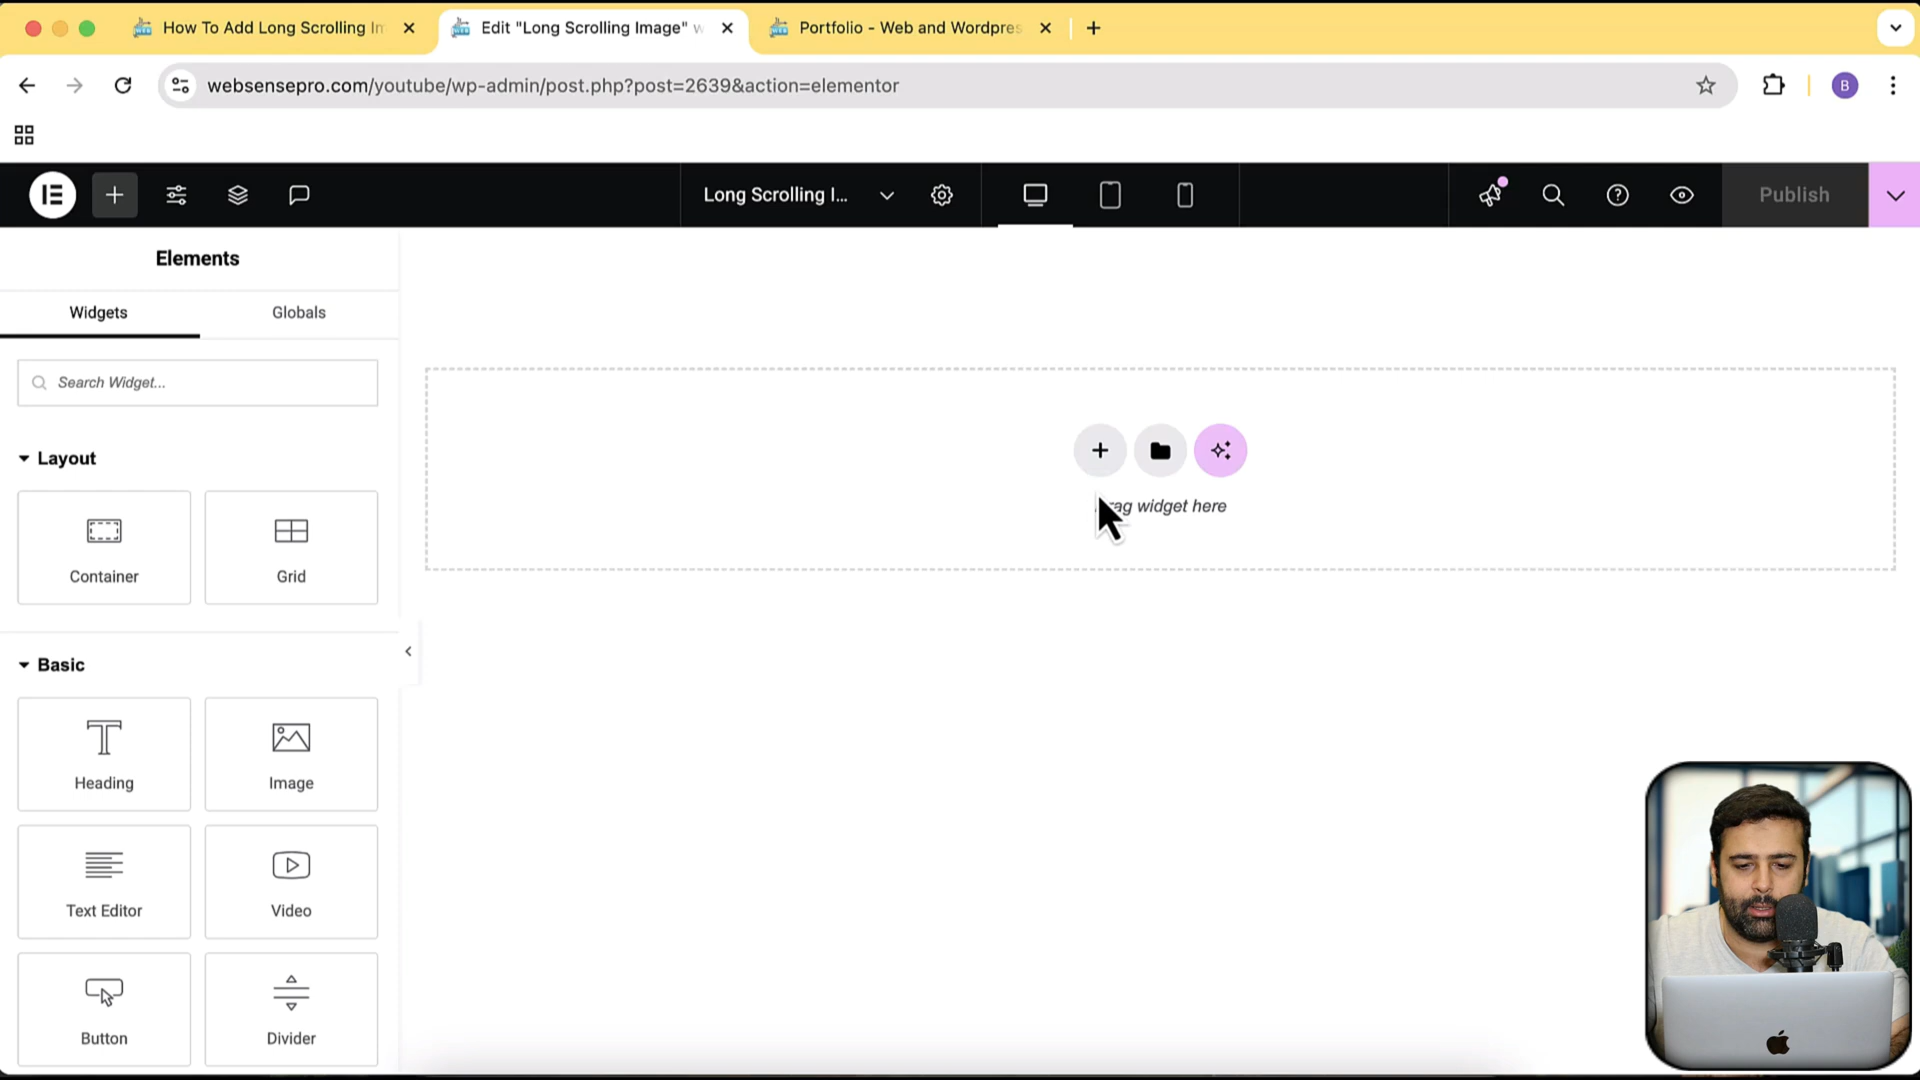 How To Add Long Scrolling Im
Edit "Long Scrolling Image" w
Portfolio - Web and Wordpres
websensepro.com/youtube/wp-admin/post.php?post=2639&action=elementor
B
Long Scrolling I...
Publish
Elements
Widgets
Globals
Search Widget...
Layout
Container
Grid
Basic
Heading
Image
Text Editor
Video
Button
Divider
widget here